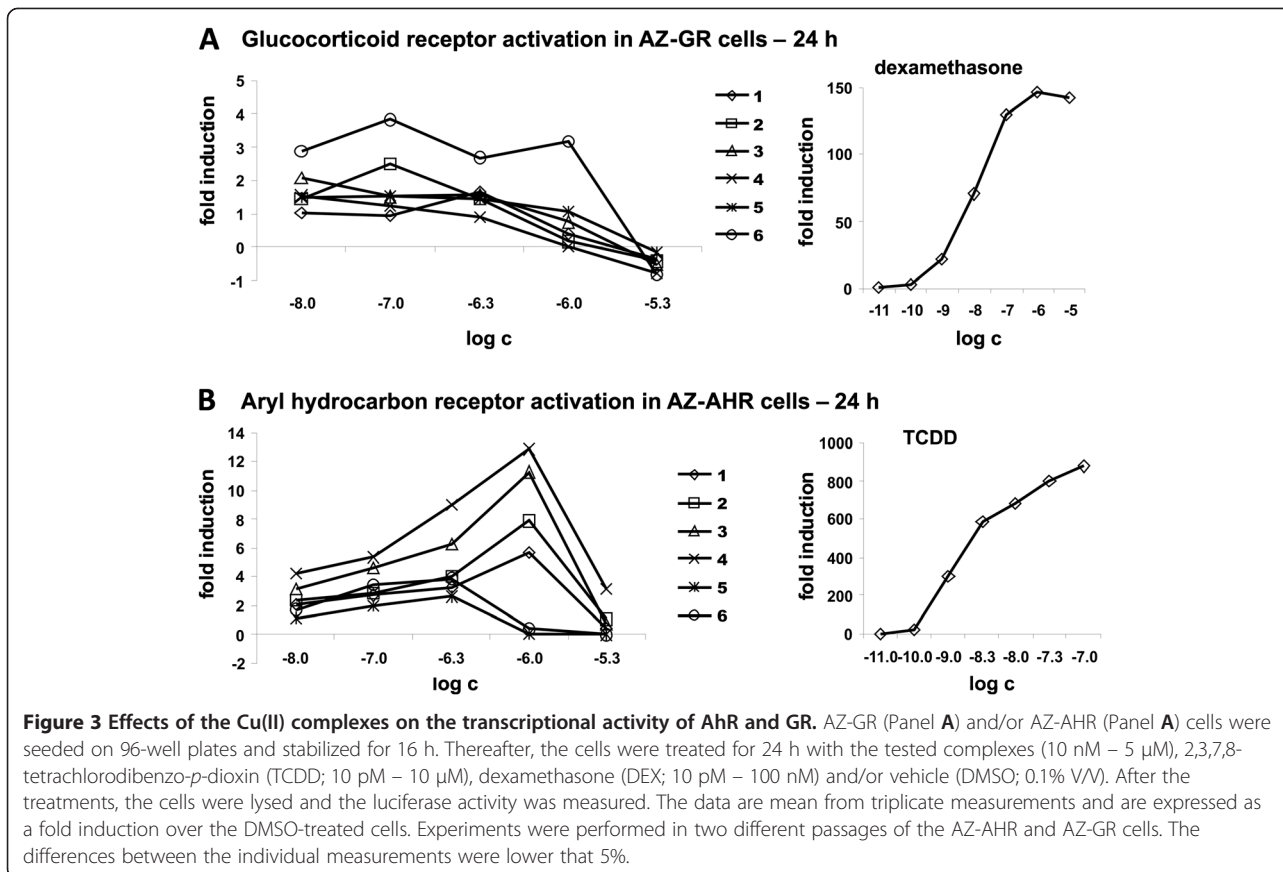 A Glucocorticoid receptor activation in AZ-GR cells – 24 h
5
4
3
2
1
0
-1
fold induction
-8.0 -7.0 -6.3 -6.0 -5.3
log c
1
2
3
4
5
6
dexamethasone
150
100
50
0
fold induction
-11 -10 -9 -8 -7 -6 -5
log c
B Aryl hydrocarbon receptor activation in AZ-AHR cells – 24 h
14
12
10
8
6
4
2
0
-2
fold induction
-8.0 -7.0 -6.3 -6.0 -5.3
log c
1
2
3
4
5
6
TCDD
1000
800
600
400
200
0
fold induction
-11.0 -10.0 -9.0 -8.3 -8.0 -7.3 -7.0
log c
Figure 3 Effects of the Cu(II) complexes on the transcriptional activity of AhR and GR. AZ-GR (Panel A) and/or AZ-AHR (Panel A) cells were
seeded on 96-well plates and stabilized for 16 h. Thereafter, the cells were treated for 24 h with the tested complexes (10 nM – 5 μM), 2,3,7,8-
tetrachlorodibenzo-p-dioxin (TCDD; 10 pM – 10 μM), dexamethasone (DEX; 10 pM – 100 nM) and/or vehicle (DMSO; 0.1% V/V). After the
treatments, the cells were lysed and the luciferase activity was measured. The data are mean from triplicate measurements and are expressed as
a fold induction over the DMSO-treated cells. Experiments were performed in two different passages of the AZ-AHR and AZ-GR cells. The
differences between the individual measurements were lower that 5%.